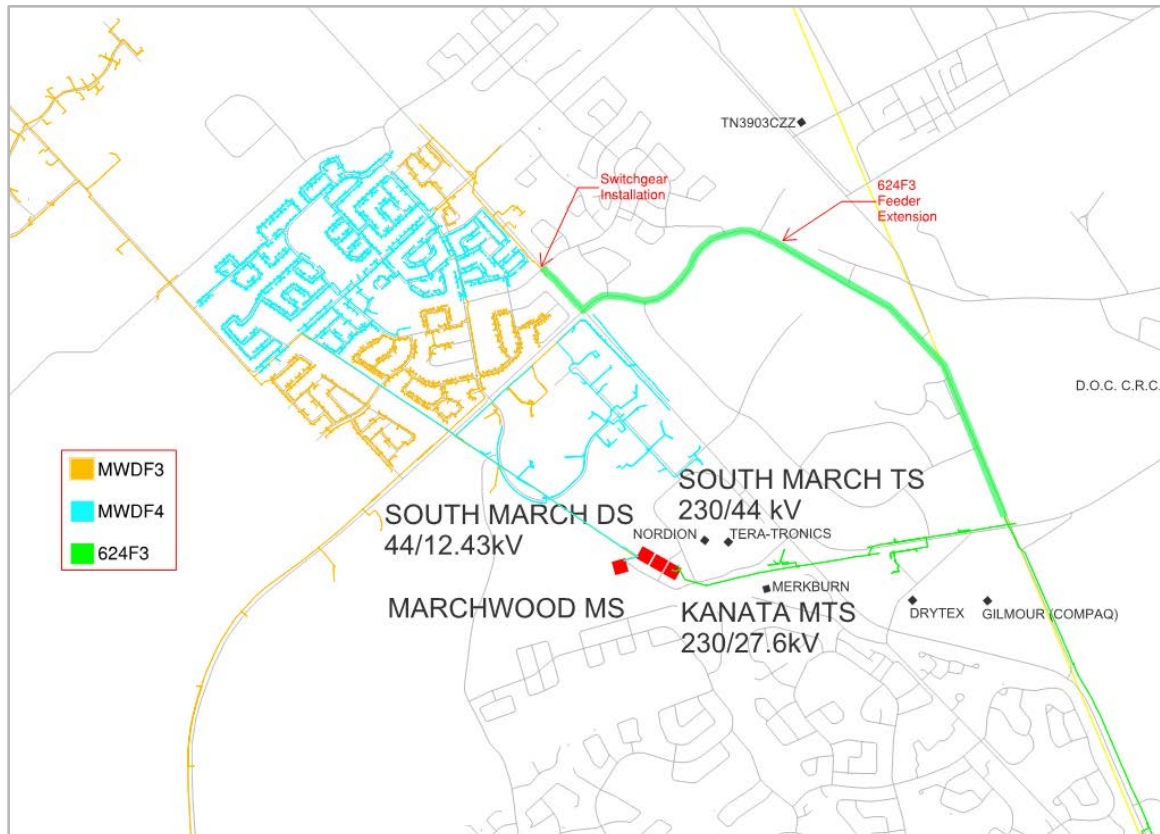 TN3903CZZ
Switchgear
Installation
624F3
Feeder
Extension
D.O.C. C.R.C.
MWDF3
MWDF4
624F3
SOUTH MARCH TS
230/44 kV
SOUTH MARCH DS
44/12.43kV
NORDION
TERA-TRONICS
MARCHWOOD MS
MERKBURN
KANATA MTS
230/27.6kV
DRYTEX
GILMOUR (COMPAQ)